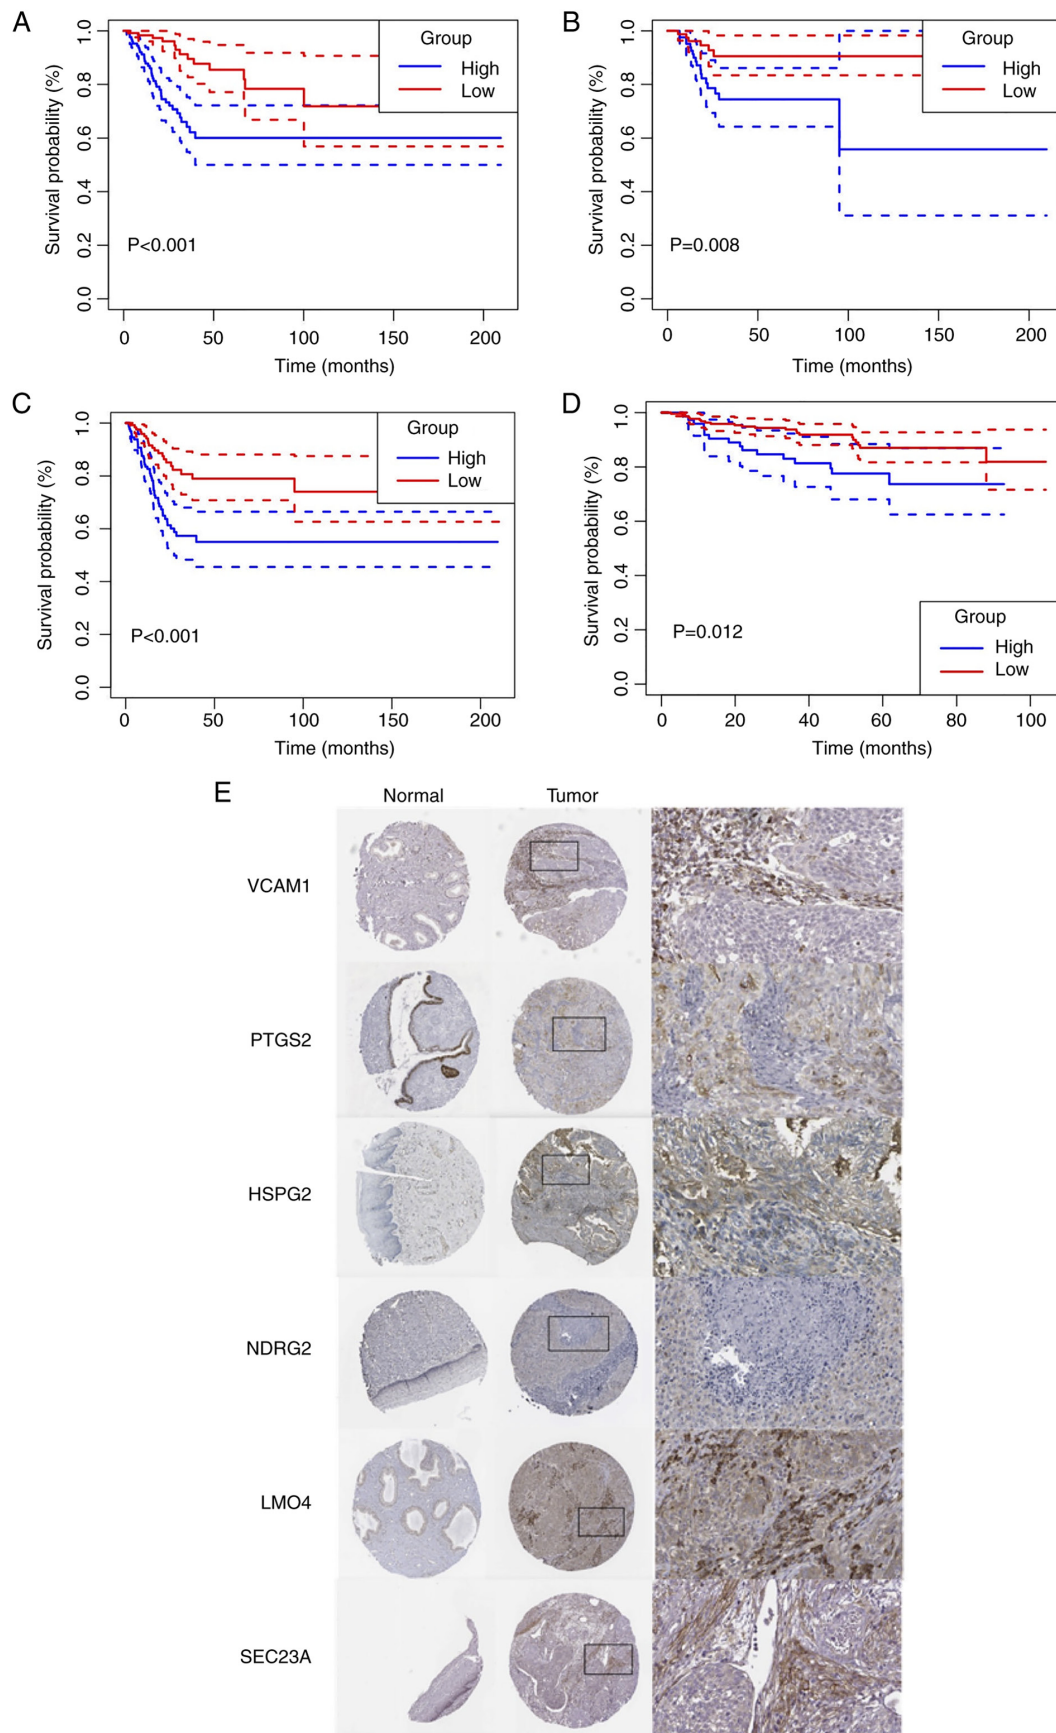 A
Survival probability (%)
1.0
0.8
0.6
0.4
0.2
0.0
Group
High
Low
P<0.001
0 50 100 150 200
Time (months)
B
Survival probability (%)
1.0
0.8
0.6
0.4
0.2
0.0
Group
High
Low
P=0.008
0 50 100 150 200
Time (months)
C
Survival probability (%)
1.0
0.8
0.6
0.4
0.2
0.0
Group
High
Low
P<0.001
0 50 100 150 200
Time (months)
D
Survival probability (%)
1.0
0.8
0.6
0.4
0.2
0.0
P=0.012
Group
High
Low
0 20 40 60 80 100
Time (months)
E
Normal Tumor
VCAM1
PTGS2
HSPG2
NDRG2
LMO4
SEC23A